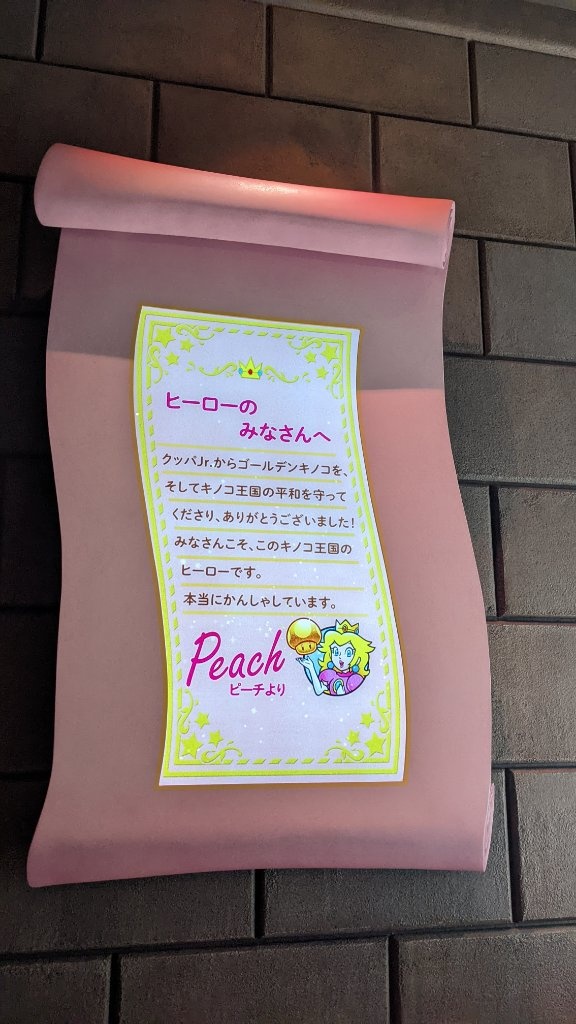 ヒーローの
みなさんへ
クッパJr.からゴールデンキノコを、
そしてキノコ王国の平和を守って
くださり、ありがとうございました!
みなさんこそ、このキノコ王国の
ヒーローです。
本当にかんしゃしています。
Peach
ピーチより